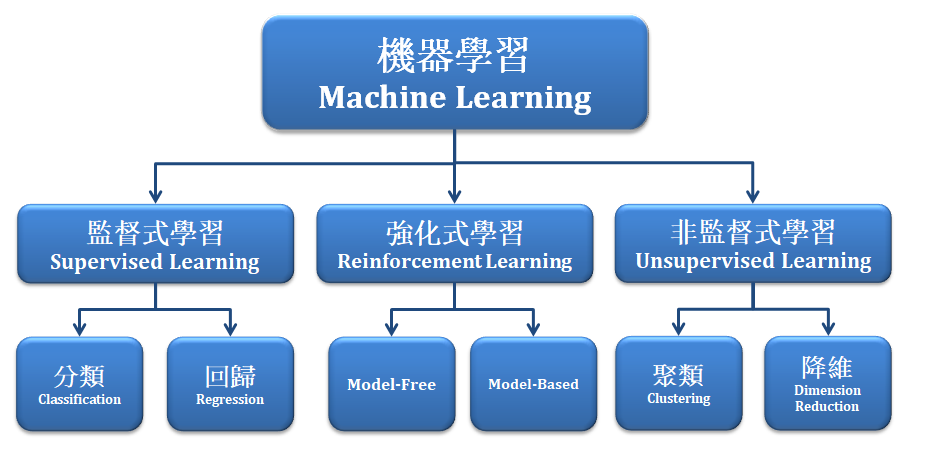 機器學習
Machine Learning
監督式學習
Supervised Learning
強化式學習
Reinforcement Learning
非監督式學習
Unsupervised Learning
分類
Classification
回歸
Regression
Model-Free
Model-Based
聚類
Clustering
降維
Dimension
Reduction